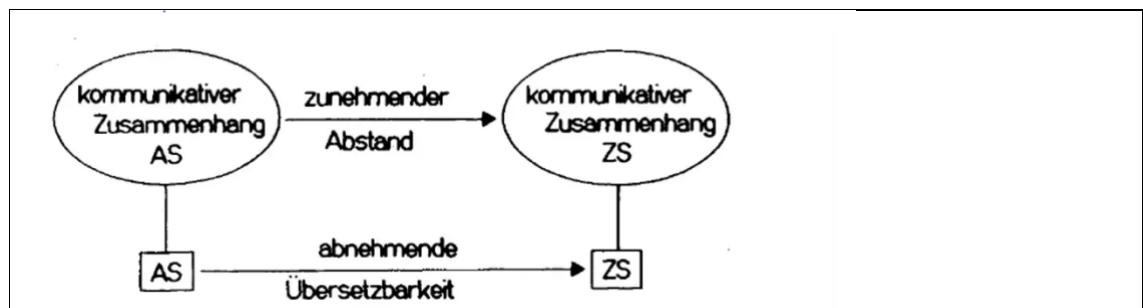 kommunikativer
Zusammenhang
AS
zunehmender
Abstand
kommunikativer
Zusammenhang
ZS
AS
abnehmende
Übersetzbarkeit
ZS